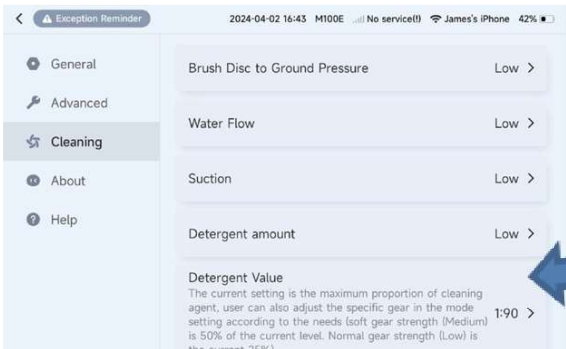 Exception Reminder 2024-04-02 16:43 M100E No service(!) James's iPhone 42%
General
Brush Disc to Ground Pressure Low
Advanced
Water Flow Low
Cleaning
About
Suction Low
Help
Detergent amount Low
Detergent Value
The current setting is the maximum proportion of cleaning
agent, user can also adjust the specific gear in the mode
setting according to the needs (soft gear strength (Medium)
1:90
is 50% of the current level. Normal gear strength (Low) is
the current 25%)